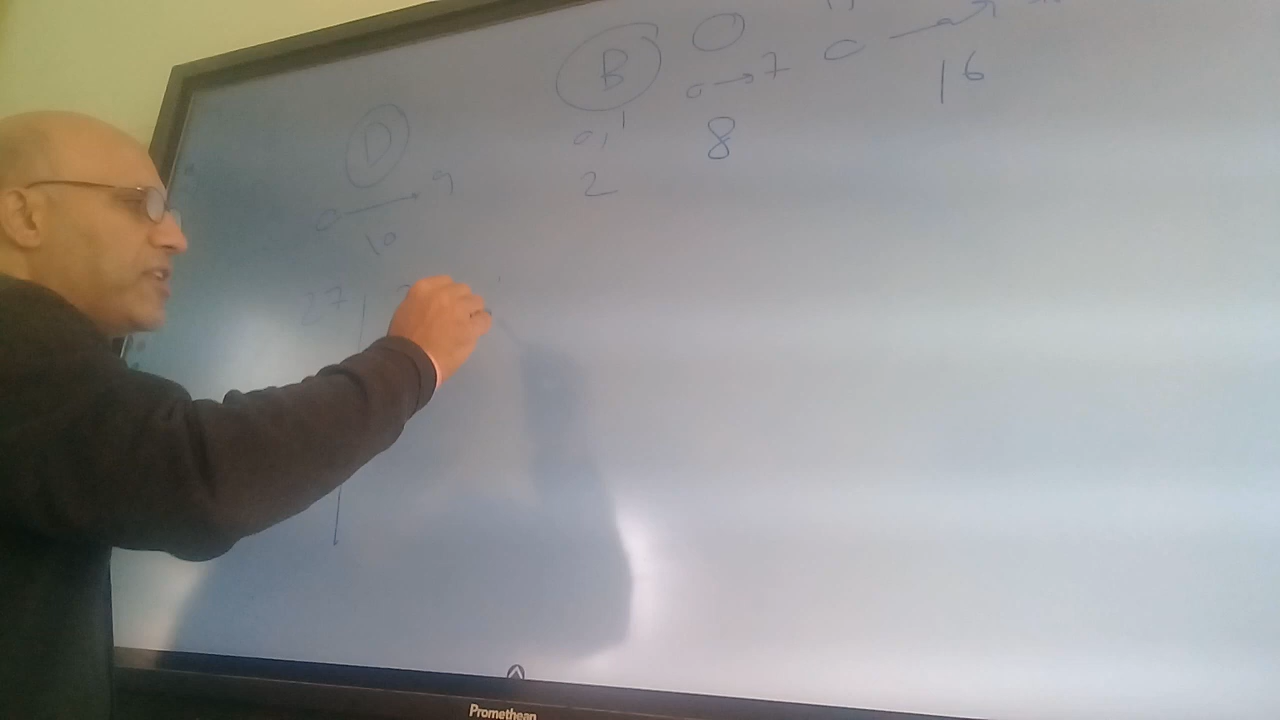 D B O
0 → 9 0,1 0 → 7 0 →
10 2 8 16
27
Promethean